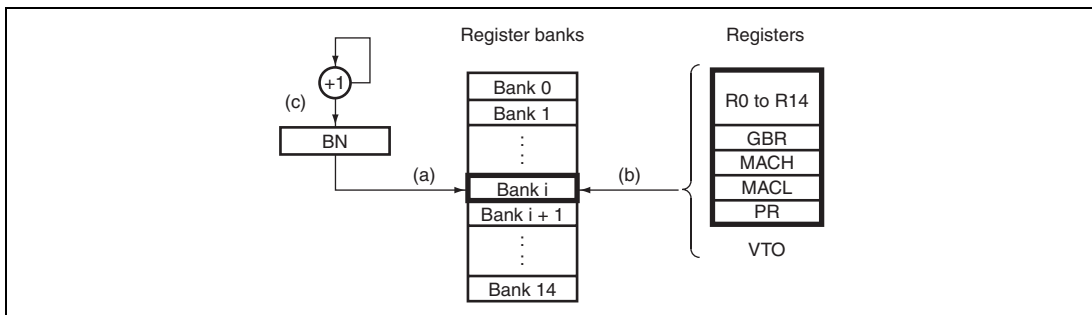 Register banks
Registers
+1
(c)
BN
(a)
Bank 0
Bank 1
:
:
Bank i
Bank i + 1
:
:
Bank 14
(b)
R0 to R14
GBR
MACH
MACL
PR
VTO